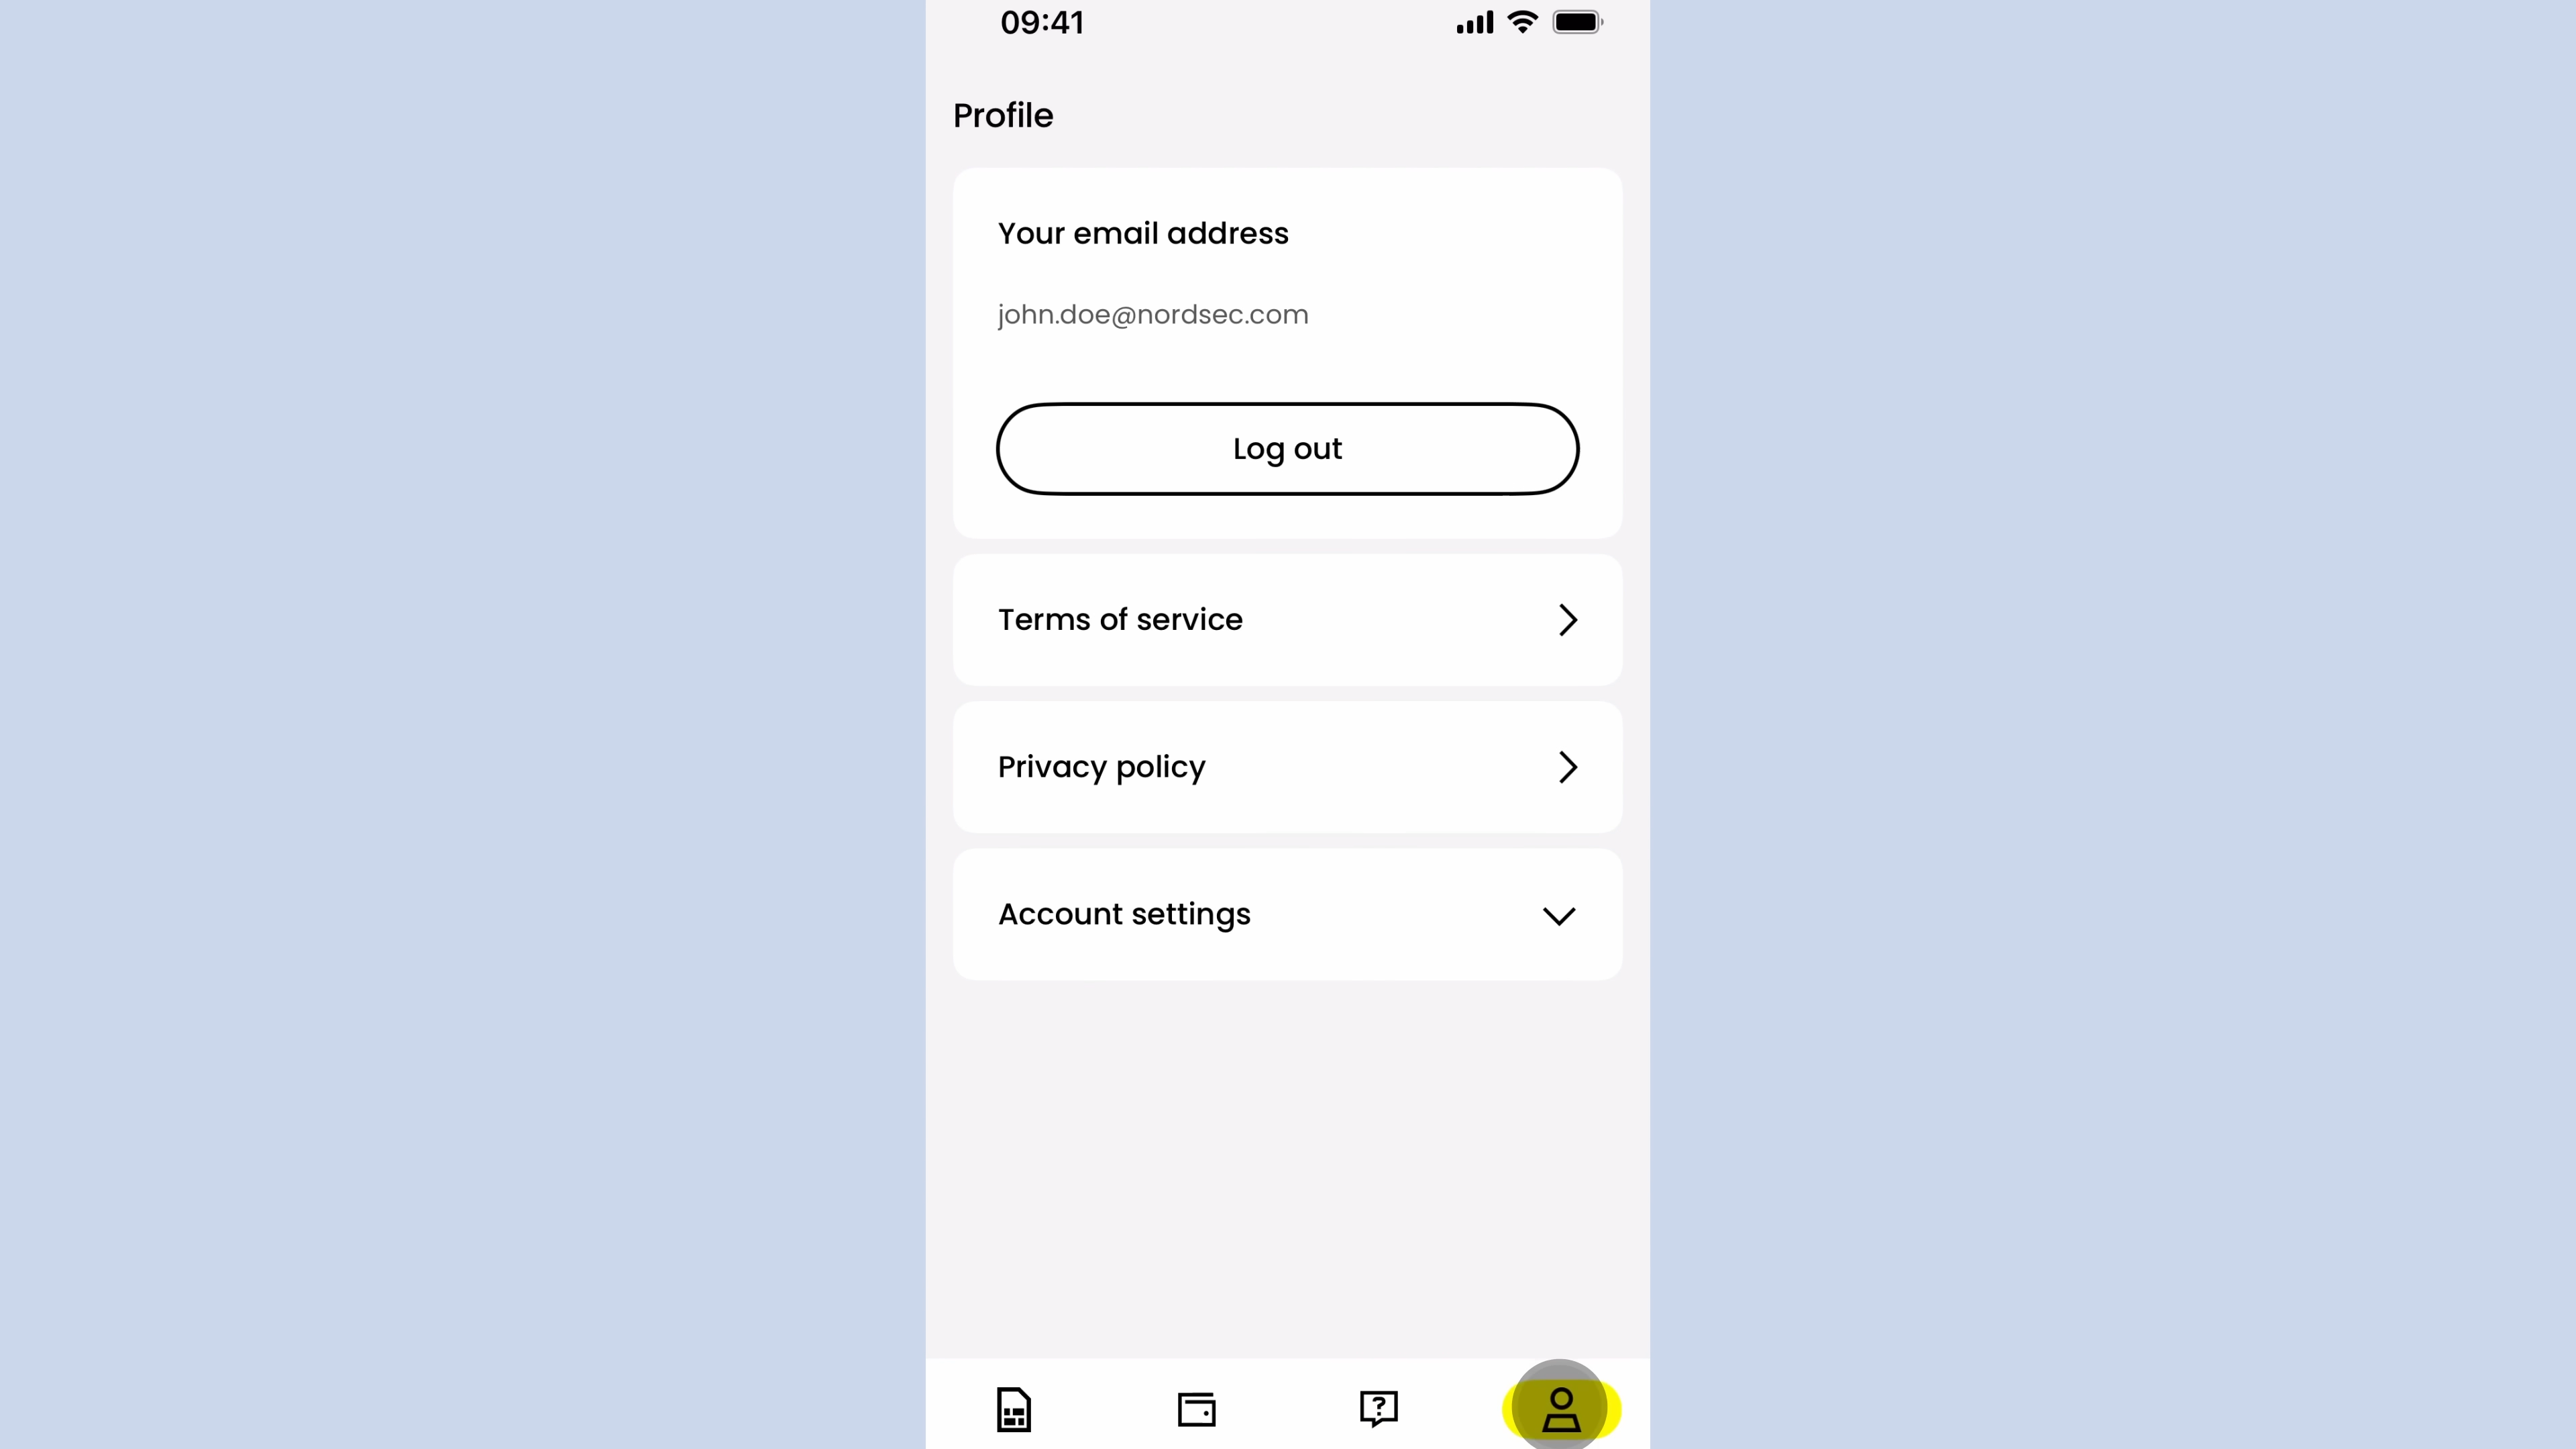 09:41
Profile
Your email address
john.doe@nordsec.com
Log out
Terms of service
Privacy policy
Account settings
?